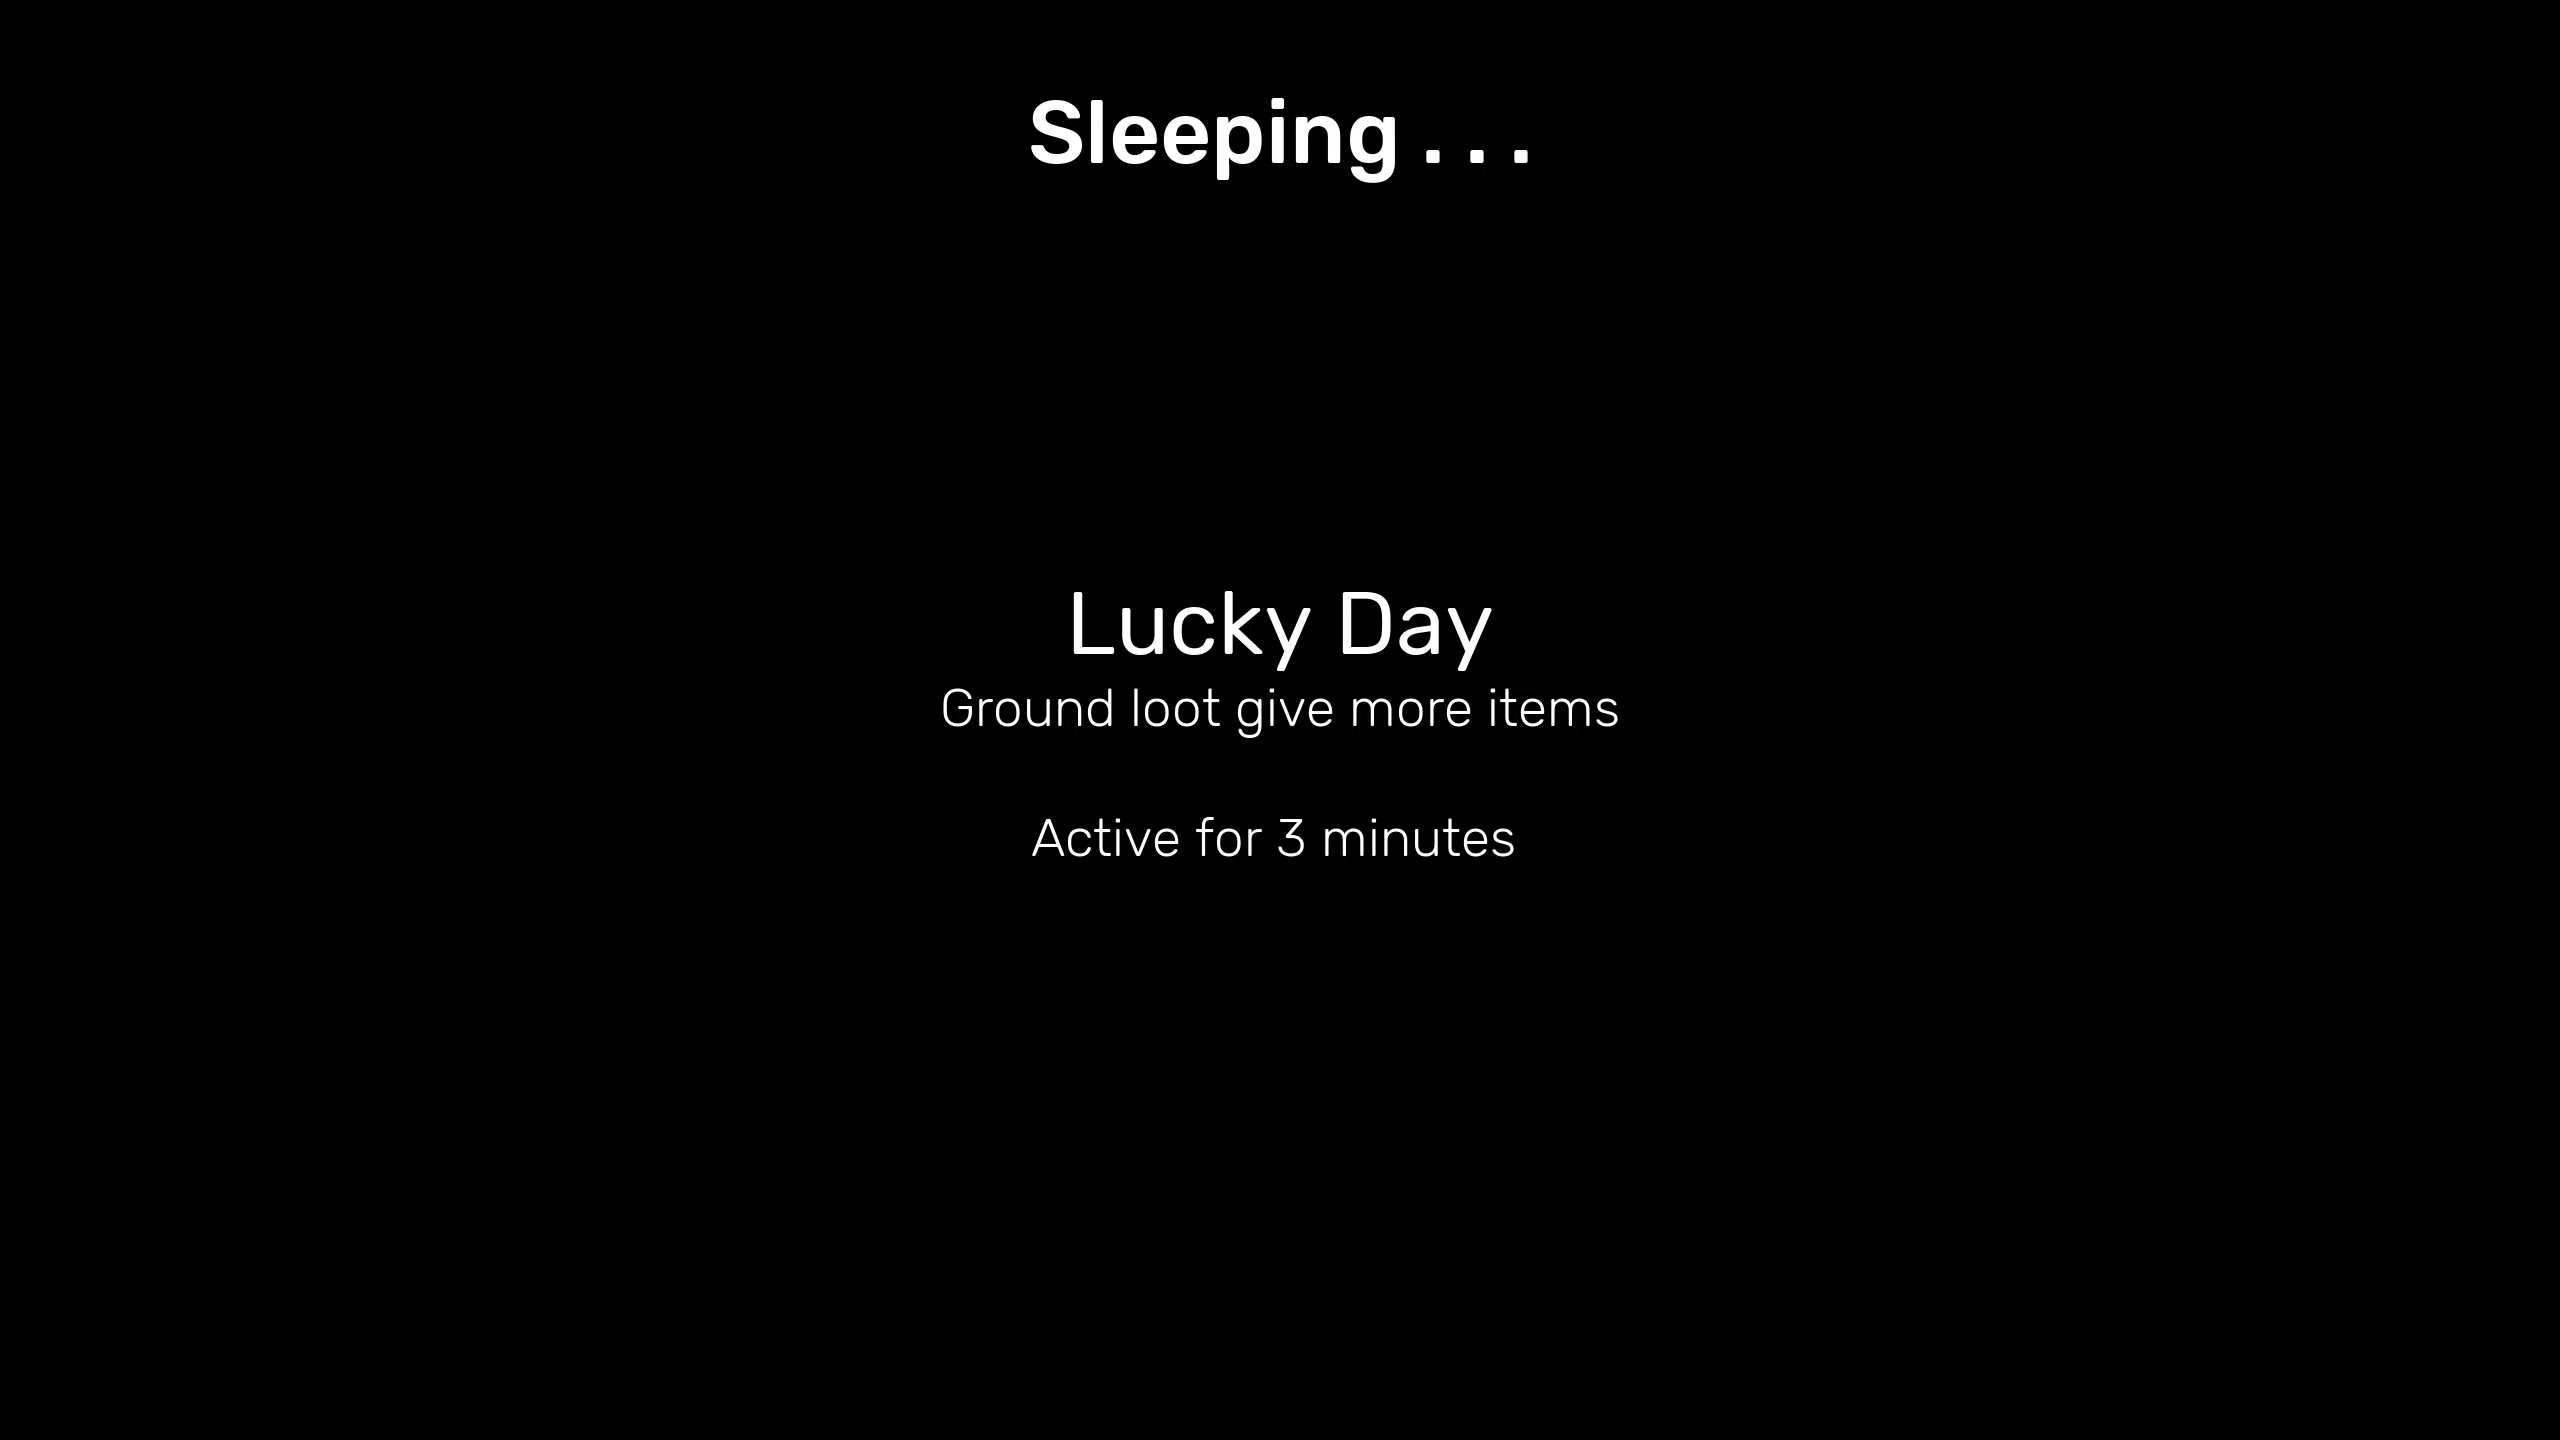 Sleeping . . .
Lucky Day
Ground loot give more items
Active for 3 minutes